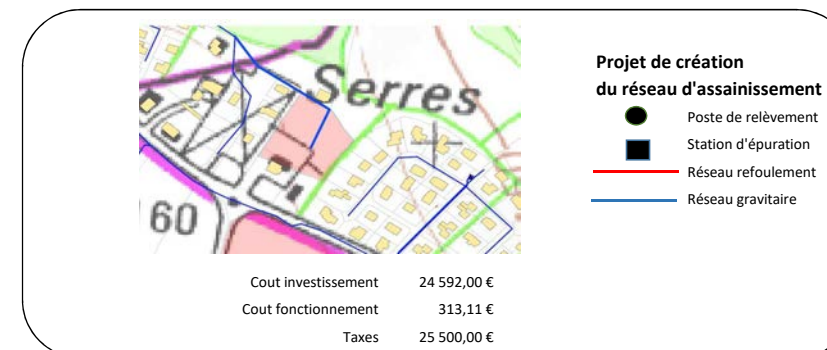 Serres
60
Projet de création
du réseau d'assainissement
Poste de relèvement
Station d'épuration
Réseau refoulement
Réseau gravitaire
Cout investissement 24 592,00 €
Cout fonctionnement 313,11 €
Taxes 25 500,00 €